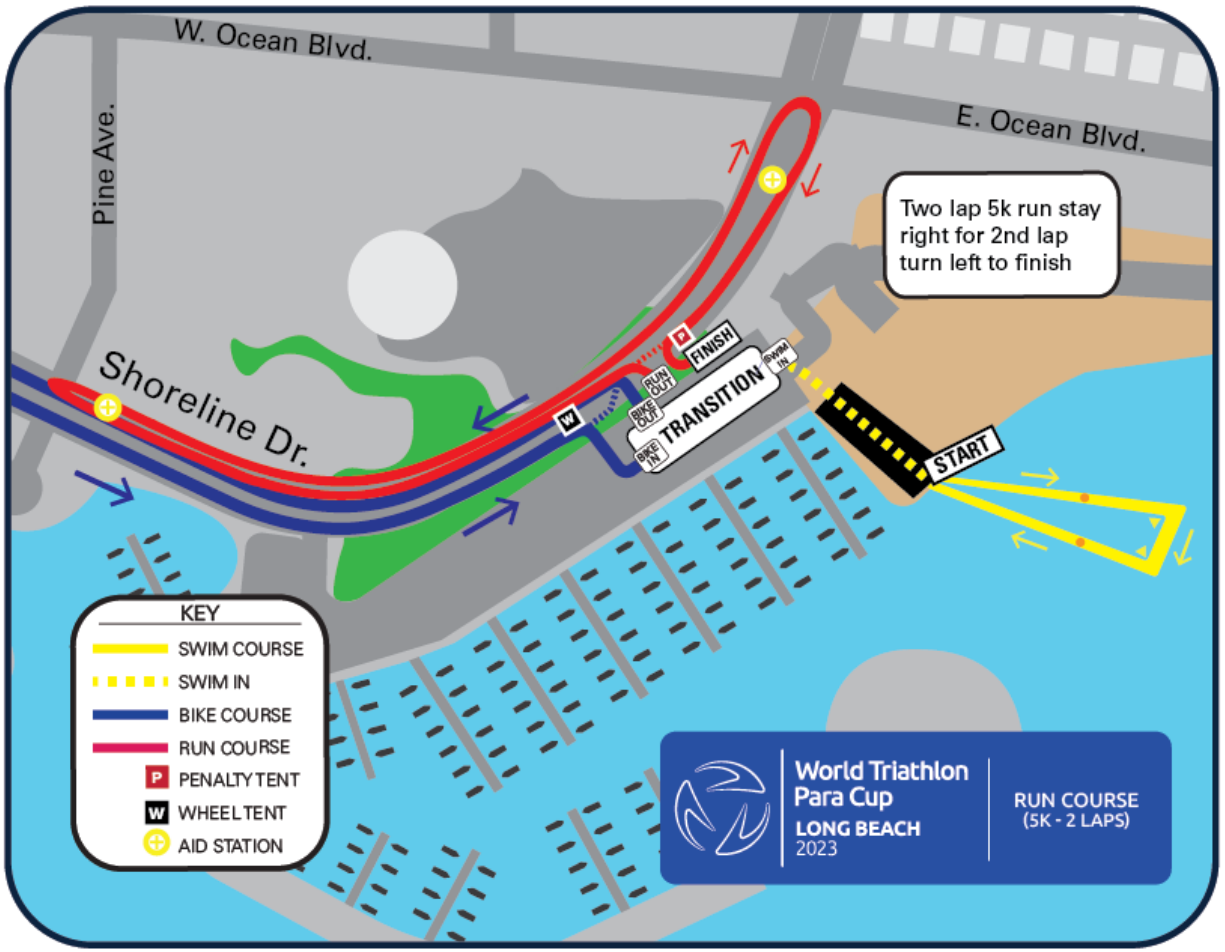 W. Ocean Blvd.
E. Ocean Blvd.
Pine Ave.
Two lap 5k run stay
right for 2nd lap
turn left to finish
P
FINISH
SWIM
IN
Shoreline Dr.
RUN
OUT
BIKE
OUT
TRANSITION
W
BIKE
IN
START
KEY
SWIM COURSE
SWIM IN
BIKE COURSE
RUN COURSE
P PENALTY TENT
W WHEEL TENT
AID STATION
World Triathlon
Para Cup
LONG BEACH
2023
RUN COURSE
(5K - 2 LAPS)